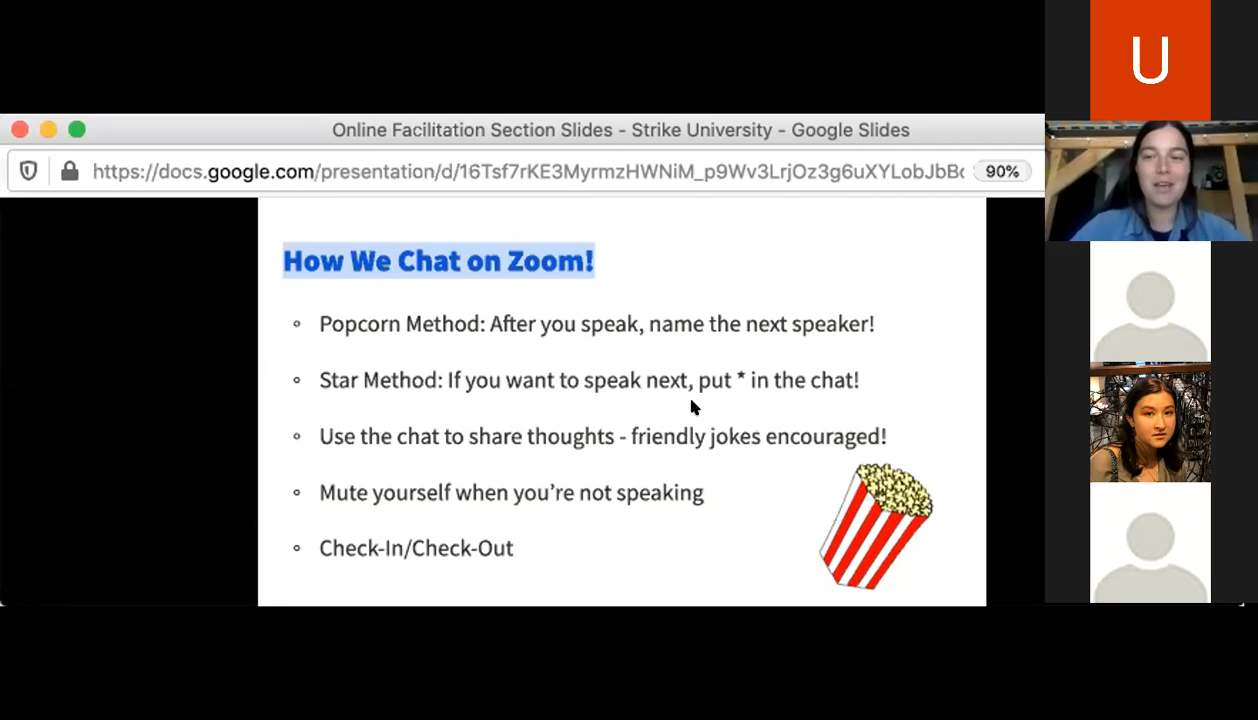 U
Online Facilitation Section Slides - Strike University - Google Slides
https://docs.google.com/presentation/d/16Tsf7rKE3MyrmzHWNiM_p9Wv3LrjOz3g6uXYLobJbB
90%
How We Chat on Zoom!
Popcorn Method: After you speak, name the next speaker!
Star Method: If you want to speak next, put * in the chat!
Use the chat to share thoughts - friendly jokes encouraged!
Mute yourself when you’re not speaking
Check-In/Check-Out